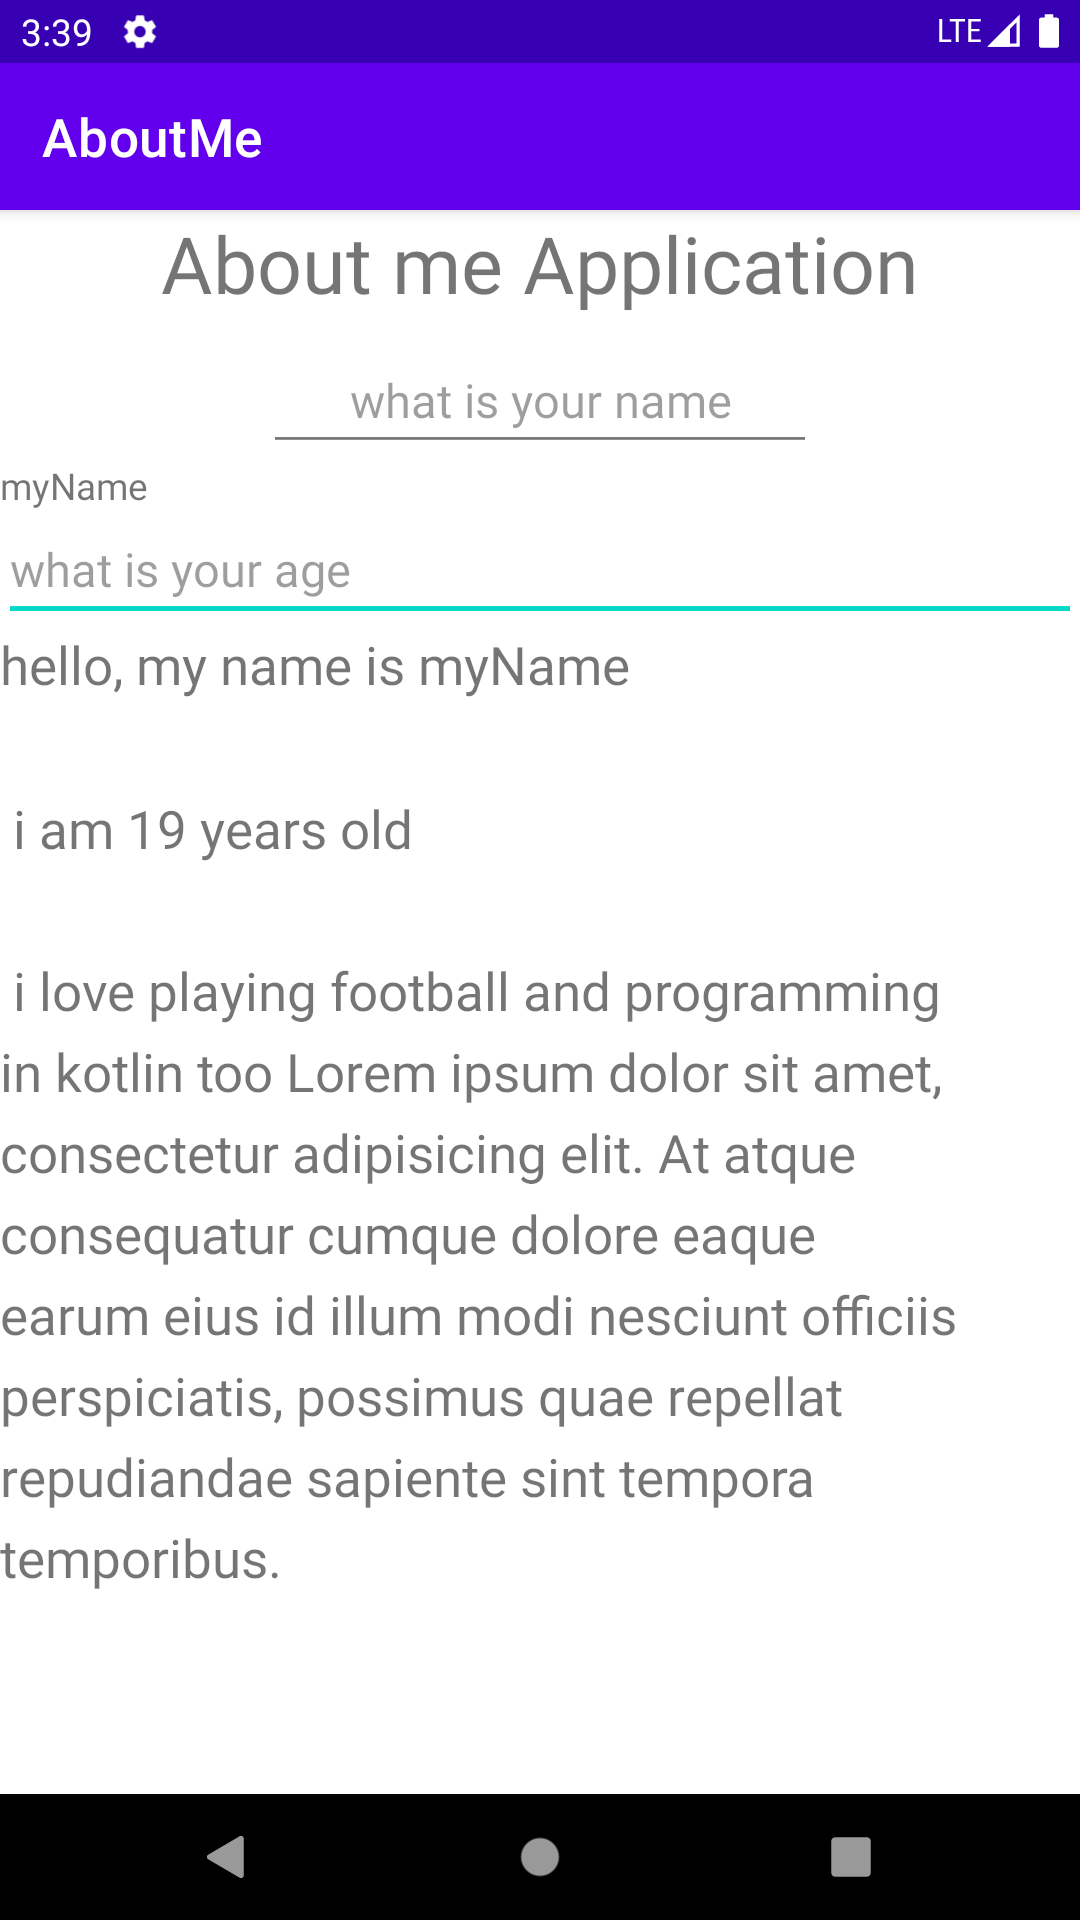 3:39 LTE
AboutMe
About me Application
what is your name
myName
what is your age
hello, my name is myName
i am 19 years old
i love playing football and programming
in kotlin too Lorem ipsum dolor sit amet,
consectetur adipisicing elit. At atque
consequatur cumque dolore eaque
earum eius id illum modi nesciunt officiis
perspiciatis, possimus quae repellat
repudiandae sapiente sint tempora
temporibus.